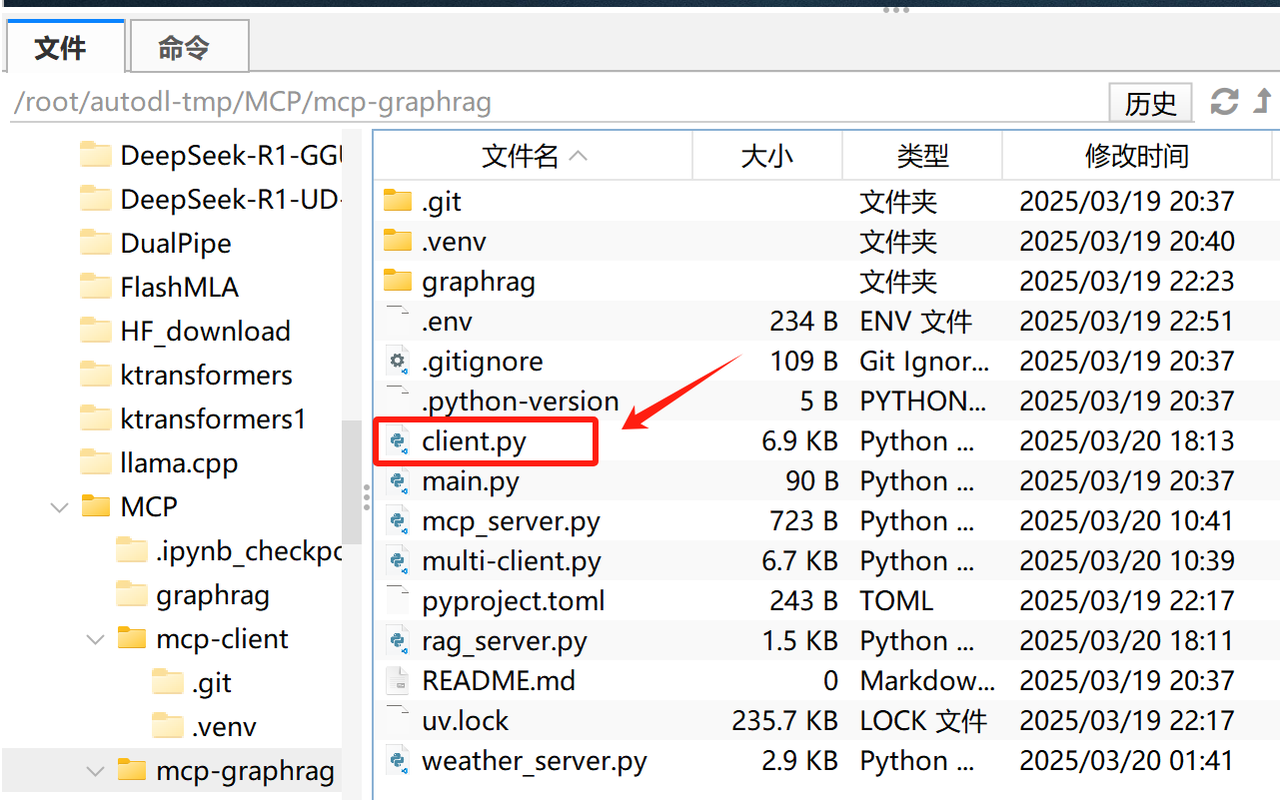 文件 命令
/root/autodl-tmp/MCP/mcp-graphrag 历史
DeepSeek-R1-GGU
DeepSeek-R1-UD-
DualPipe
FlashMLA
HF_download
ktransformers
ktransformers1
llama.cpp
MCP
.ipynb_checkpo
graphrag
mcp-client
.git
.venv
mcp-graphrag
文件名 大小 类型 修改时间
.git 文件夹 2025/03/19 20:37
.venv 文件夹 2025/03/19 20:40
graphrag 文件夹 2025/03/19 22:23
.env 234 B ENV 文件 2025/03/19 22:51
.gitignore 109 B Git Ignor... 2025/03/19 20:37
.python-version 5 B PYTHON... 2025/03/19 20:37
client.py 6.9 KB Python ... 2025/03/20 18:13
main.py 90 B Python ... 2025/03/19 20:37
mcp_server.py 723 B Python ... 2025/03/20 10:41
multi-client.py 6.7 KB Python ... 2025/03/20 10:39
pyproject.toml 243 B TOML 2025/03/19 22:17
rag_server.py 1.5 KB Python ... 2025/03/20 18:11
README.md 0 Markdow... 2025/03/19 20:37
uv.lock 235.7 KB LOCK 文件 2025/03/19 22:17
weather_server.py 2.9 KB Python ... 2025/03/20 01:41